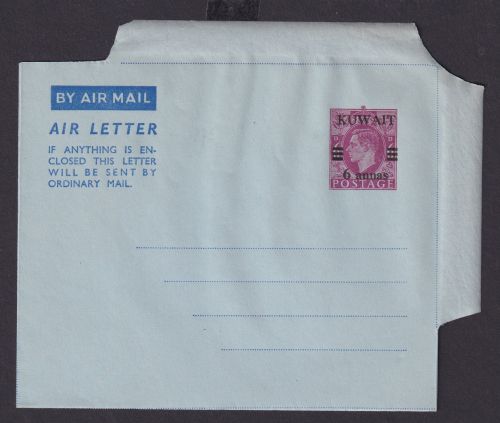 BY AIR MAIL
AIR LETTER
IF ANYTHING IS EN-
CLOSED THIS LETTER
WILL BE SENT BY
ORDINARY MAIL.
KUWAIT
6 annas
POSTAGE